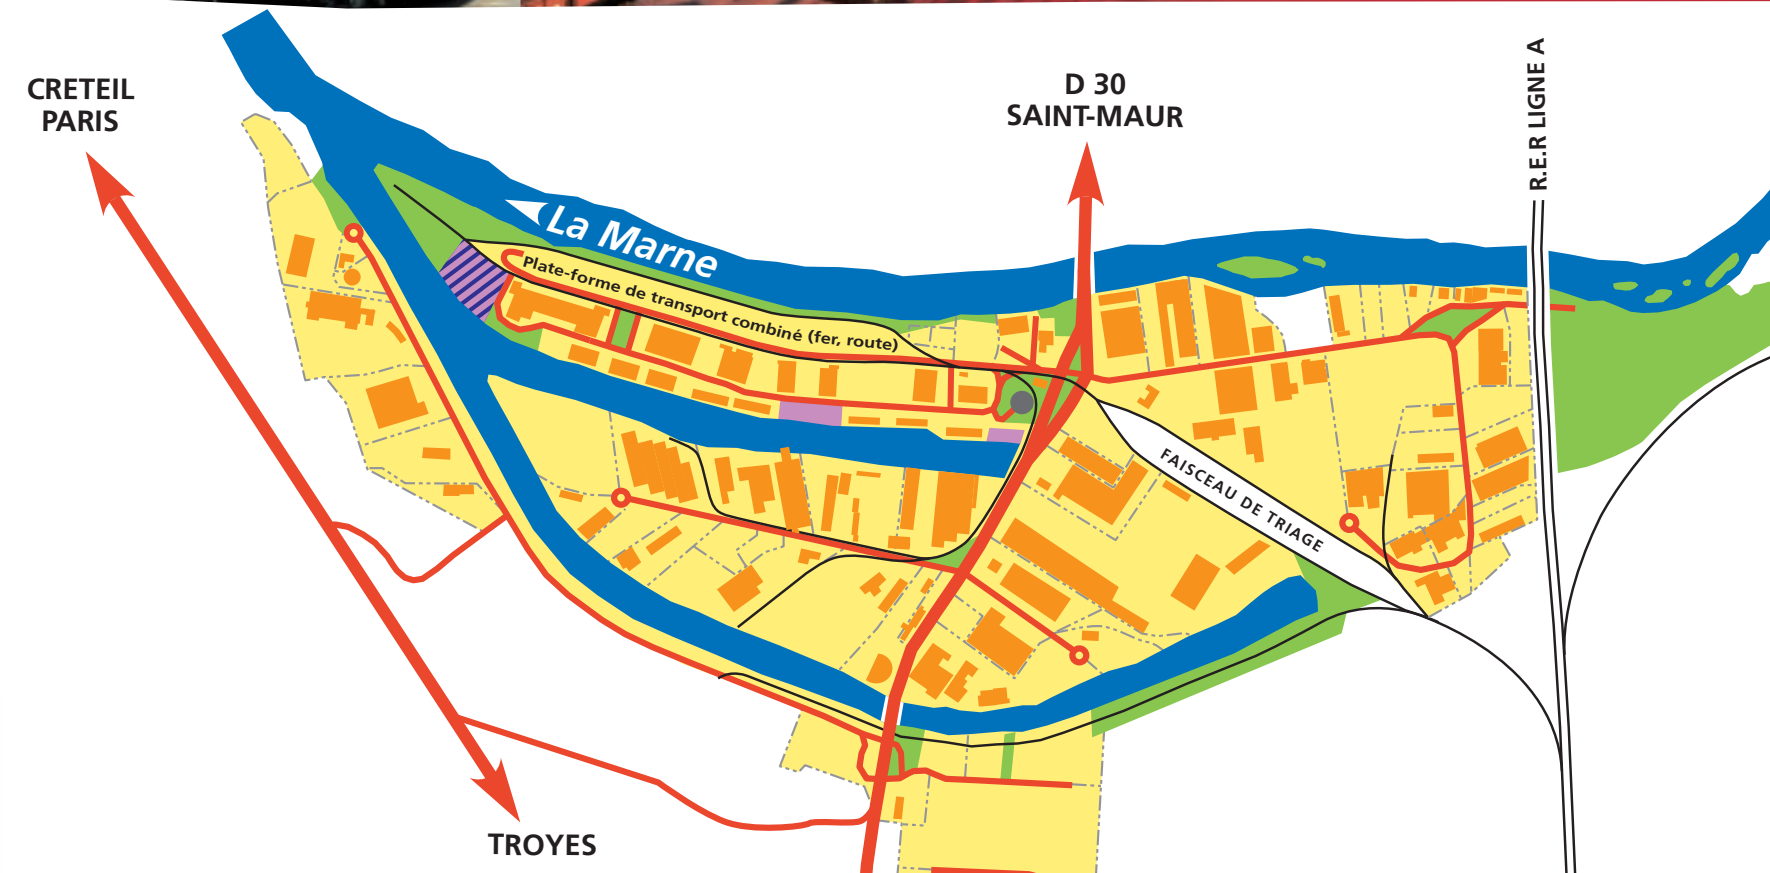 CRETEIL
PARIS
D 30
SAINT-MAUR
R.E.R LIGNE A
La Marne
Plate-forme de transport combiné (fer, route)
FAISCEAU DE TRIAGE
TROYES